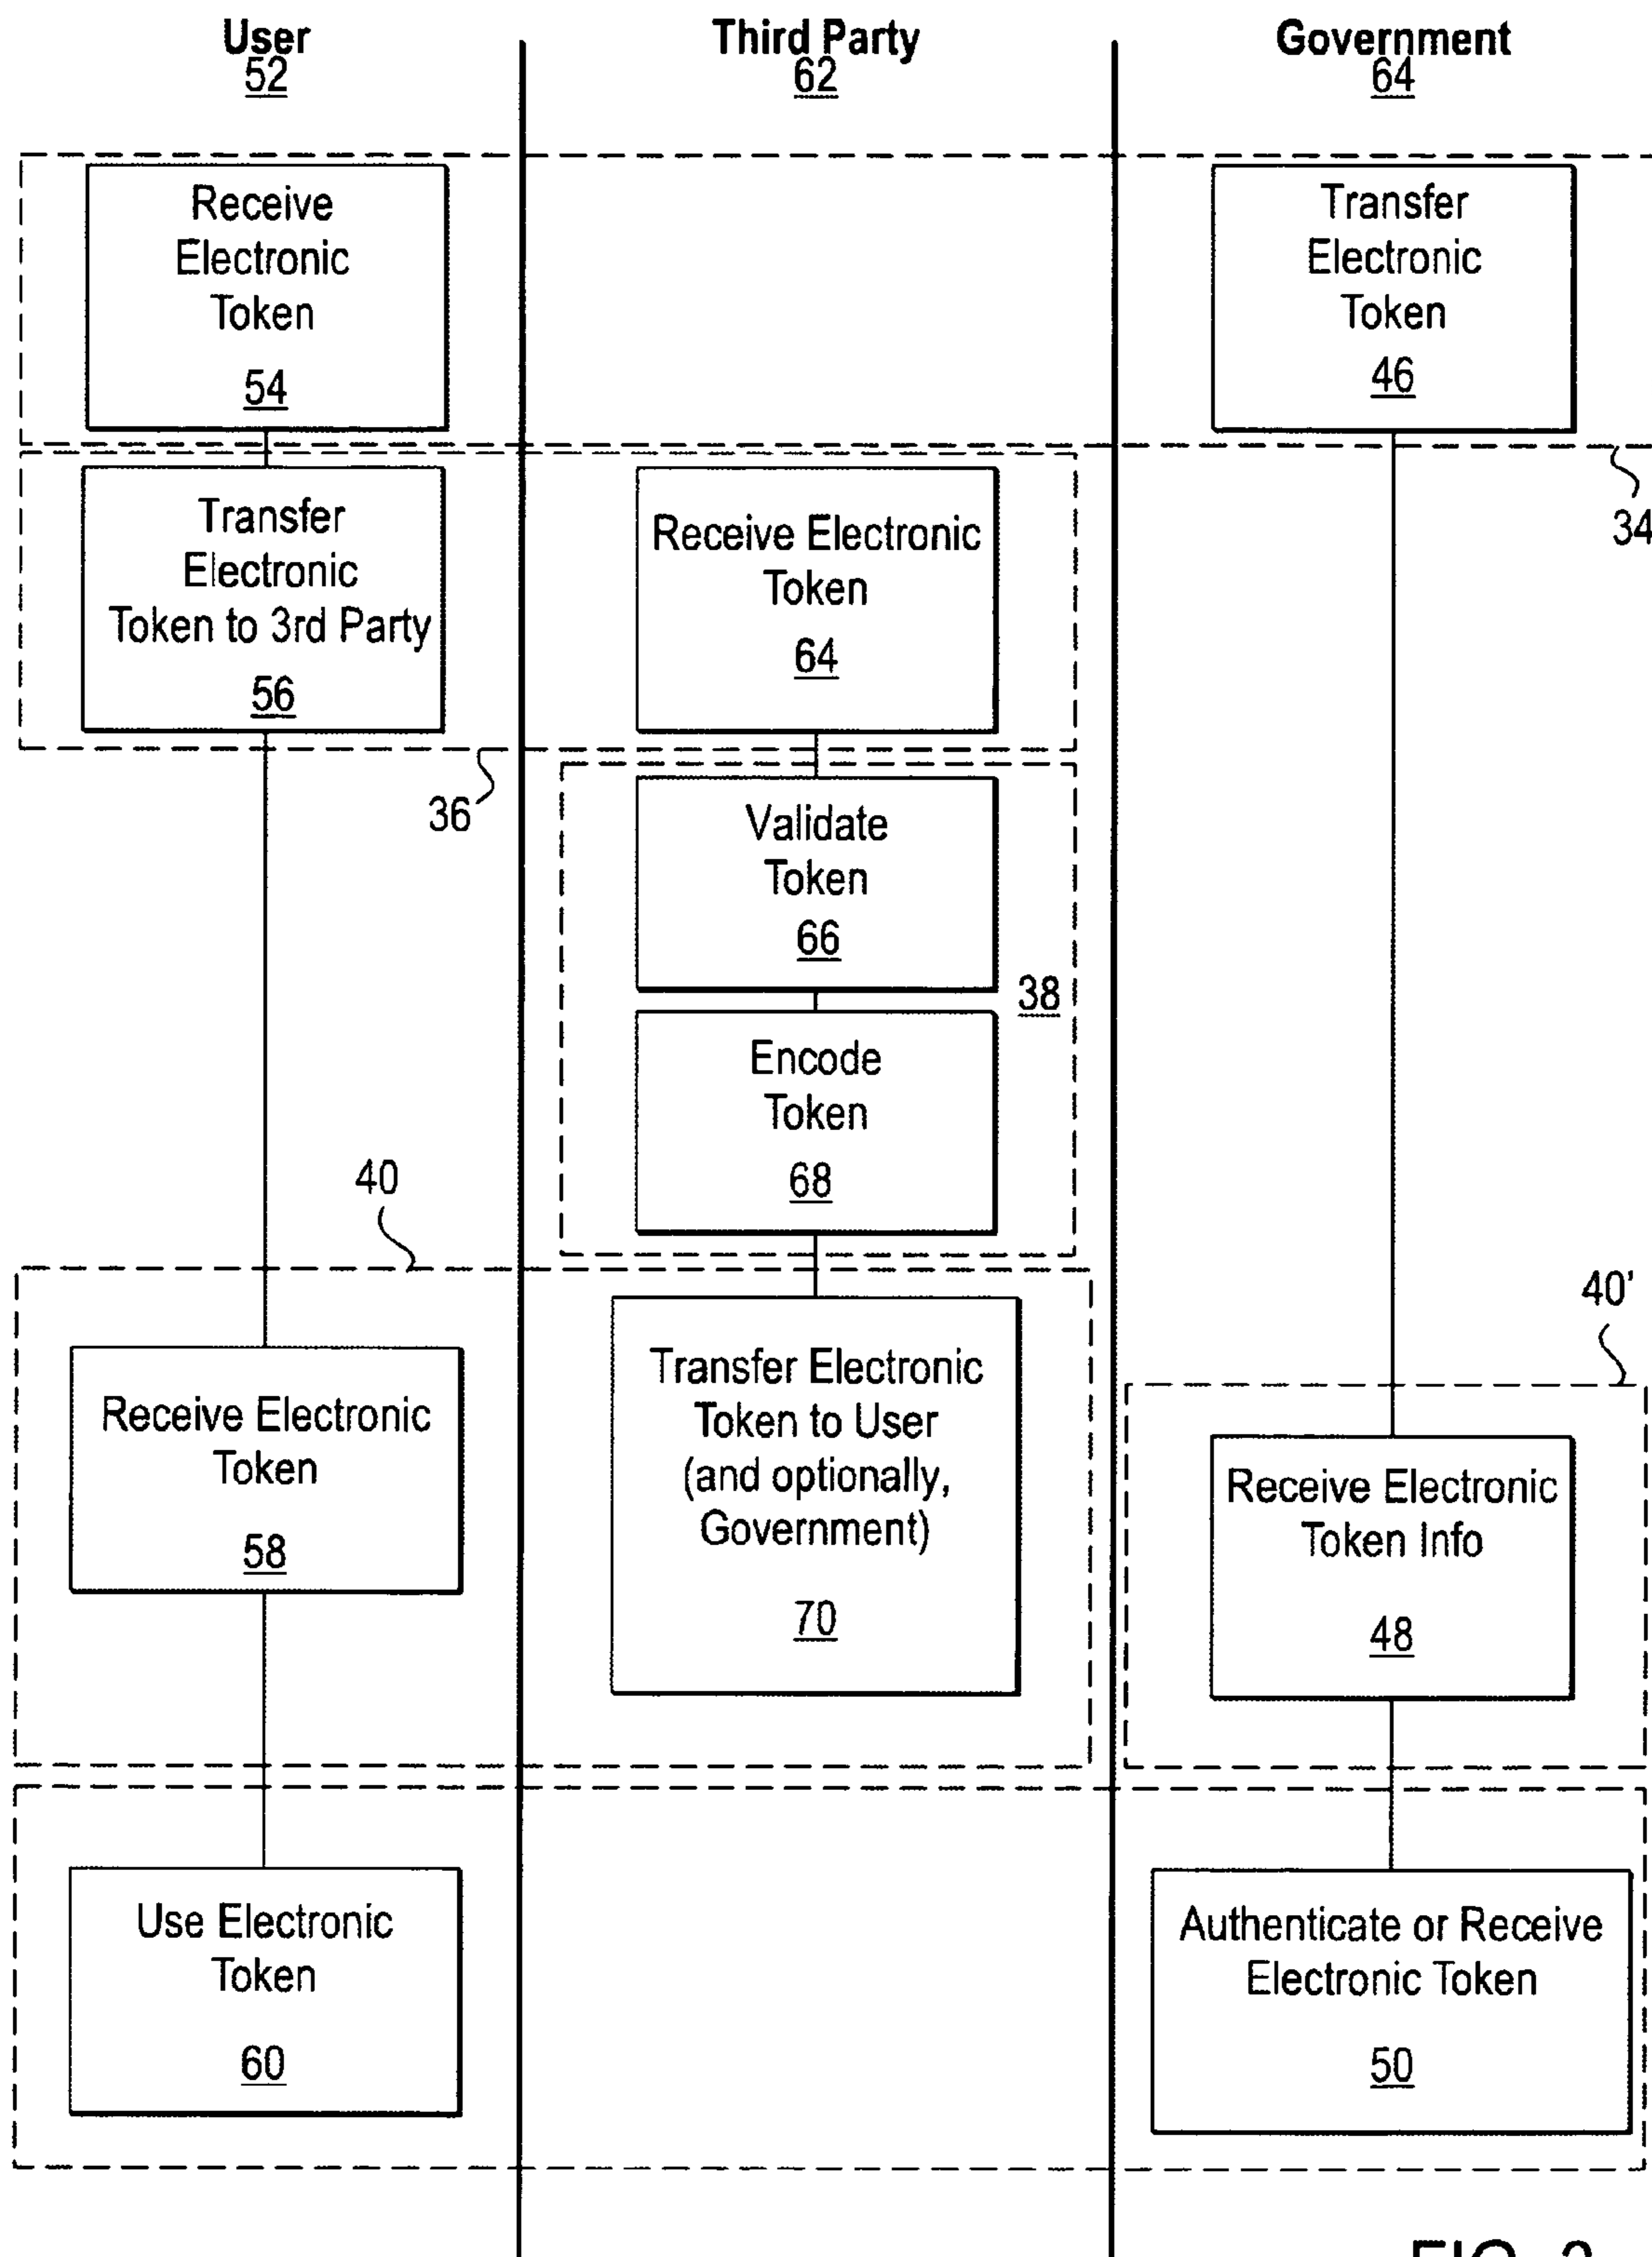 User
52
Third Party
62
Government
64
Receive
Electronic
Token
54
Transfer
Electronic
Token
46
34
Transfer
Electronic
Token to 3rd Party
56
Receive Electronic
Token
64
36
Validate
Token
66
38
Encode
Token
68
40
40'
Receive Electronic
Token
58
Transfer Electronic
Token to User
(and optionally,
Government)
70
Receive Electronic
Token Info
48
Use Electronic
Token
60
Authenticate or Receive
Electronic Token
50